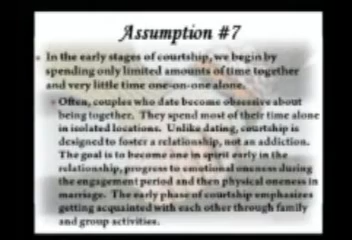 Assumption #7
In the early stages of courtship, we begin by
spending only limited amounts of time together
and very little time one-on-one alone.
Often, couples who date become obsessive about
being together. They spend most of their time alone
in isolated locations. Unlike dating, courtship is
designed to foster a relationship, not an addiction.
The goal is to become one in spirit early in the
relationship, progress to emotional oneness during
the engagement period and then physical oneness in
marriage. The early phase of courtship emphasizes
getting acquainted with each other through family
and group activities.